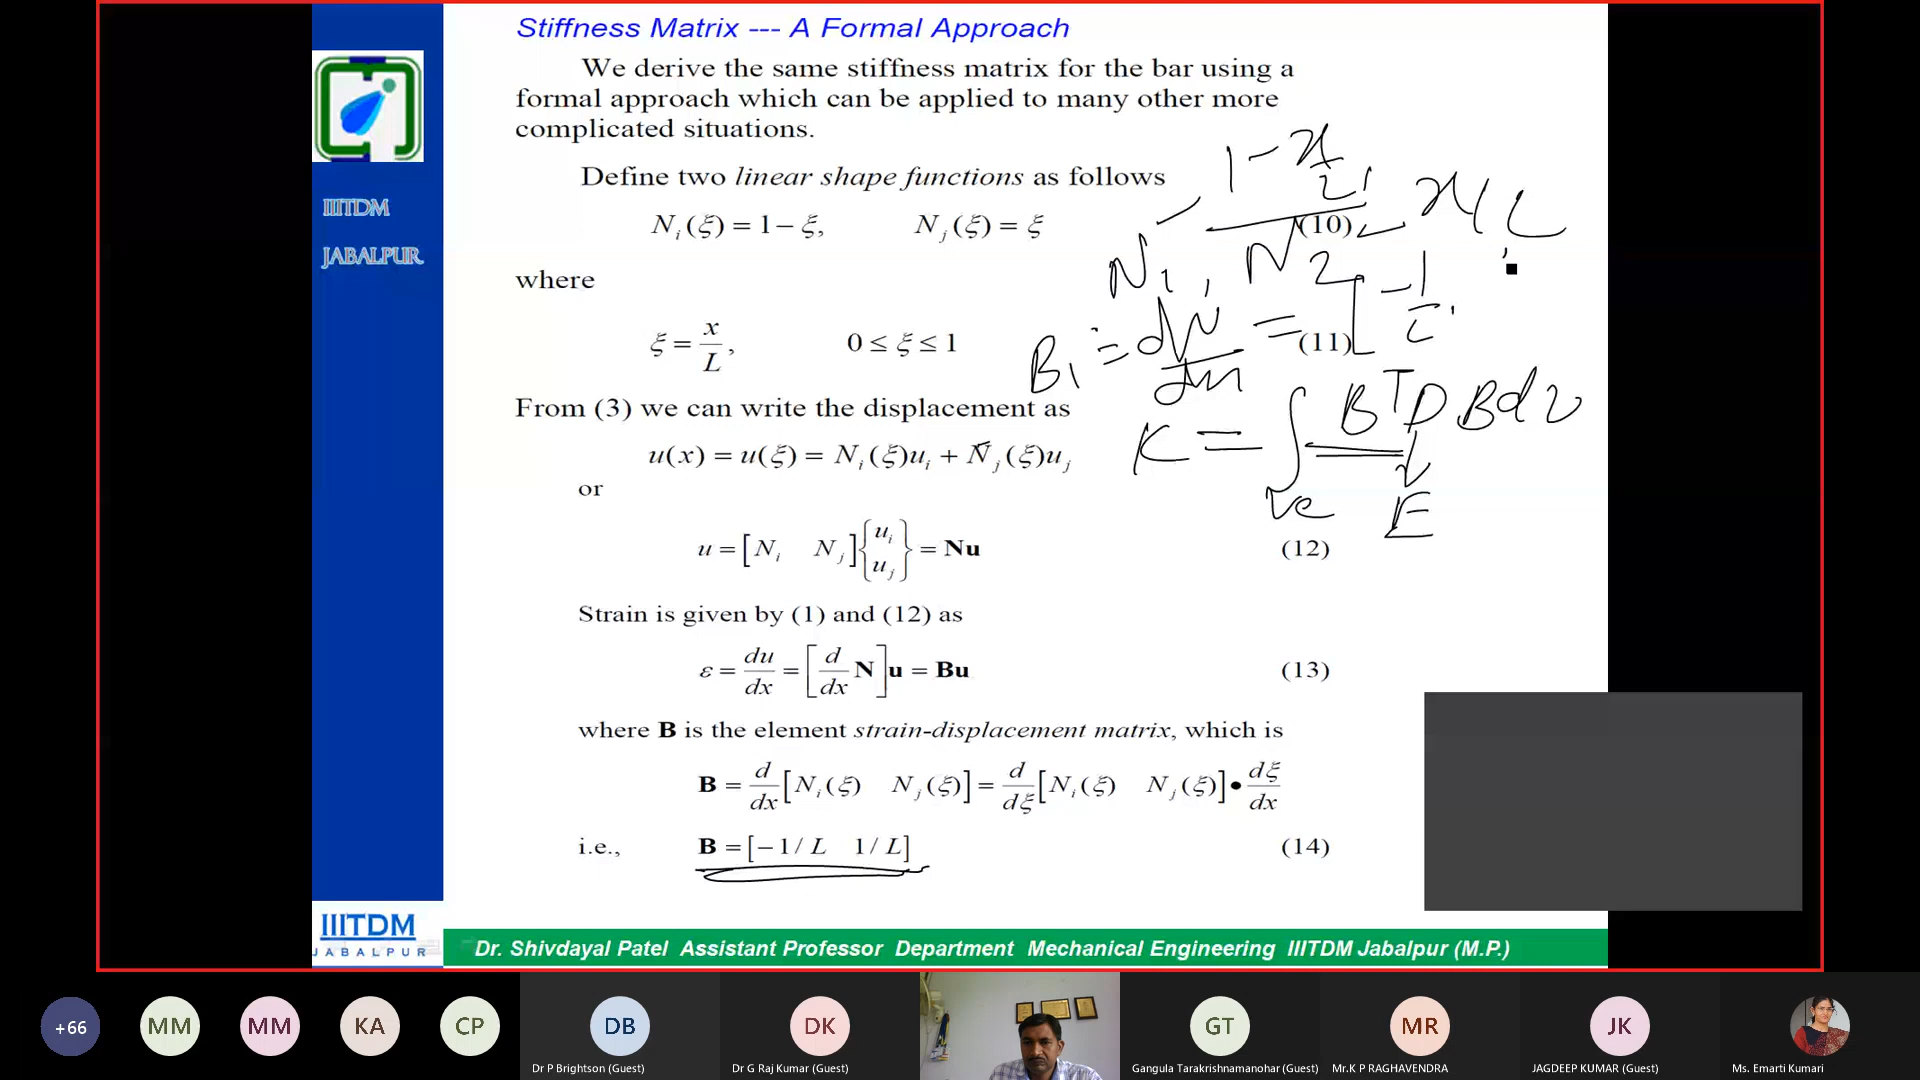 Stiffness Matrix --- A Formal Approach
We derive the same stiffness matrix for the bar using a
formal approach which can be applied to many other more
complicated situations.
Define two linear shape functions as follows
N_i(ξ) = 1 − ξ, N_j(ξ) = ξ (10)
where
ξ = x/L, 0 ≤ ξ ≤ 1 (11)
From (3) we can write the displacement as
u(x) = u(ξ) = N_i(ξ)u_i + N_j(ξ)u_j
or
u = [N_i N_j]{u_i u_j} = Nu (12)
Strain is given by (1) and (12) as
ε = du/dx = [d/dx N]u = Bu (13)
where B is the element strain-displacement matrix, which is
B = d/dx[N_i(ξ) N_j(ξ)] = d/dξ[N_i(ξ) N_j(ξ)]•dξ/dx
i.e., B = [−1/L 1/L] (14)
N1, N2
x/L
K = ∫ B^T D B dv
E
IIITDM
JABALPUR
IIITDM
JABALPUR
Dr. Shivdayal Patel Assistant Professor Department Mechanical Engineering IIITDM Jabalpur (M.P.)
+66
MM
MM
KA
CP
DB
Dr P Brightson (Guest)
DK
Dr G Raj Kumar (Guest)
GT
Gangula Tarakrishnamanohar (Guest)
MR
Mr.K P RAGHAVENDRA
JK
JAGDEEP KUMAR (Guest)
Ms. Emarti Kumari